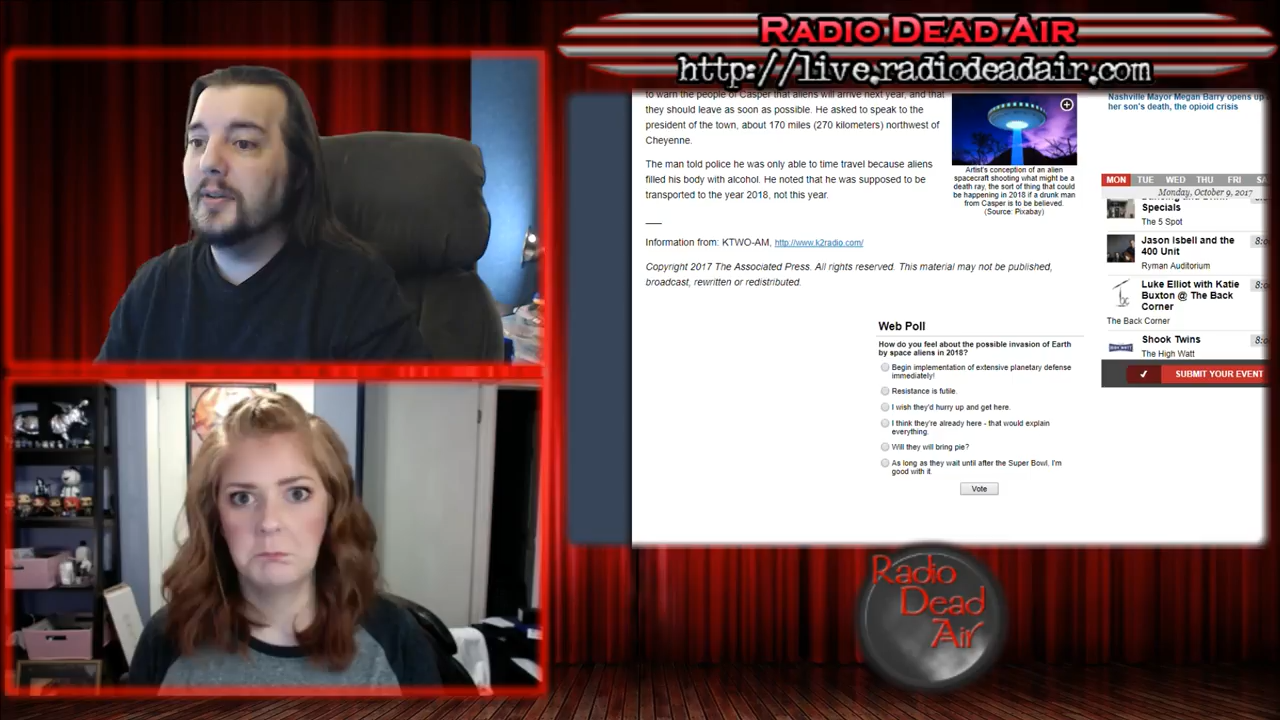 RADIO DEAD AIR
http://live.radiodeadair.com
to warn the people of Casper that aliens will arrive next year, and that
they should leave as soon as possible. He asked to speak to the
president of the town, about 170 miles (270 kilometers) northwest of
Cheyenne.
The man told police he was only able to time travel because aliens
filled his body with alcohol. He noted that he was supposed to be
transported to the year 2018, not this year.
Information from: KTWO-AM, http://www.k2radio.com/
Copyright 2017 The Associated Press. All rights reserved. This material may not be published,
broadcast, rewritten or redistributed.
Artist's conception of an alien
spacecraft shooting what might be a
death ray, the sort of thing that could
be happening in 2018 if a drunk man
from Casper is to be believed.
(Source: Pixabay)
Web Poll
How do you feel about the possible invasion of Earth
by space aliens in 2018?
Begin implementation of extensive planetary defense
immediately!
Resistance is futile.
I wish they'd hurry up and get here.
I think they're already here - that would explain
everything.
Will they will bring pie?
As long as they wait until after the Super Bowl, I'm
good with it.
Vote
Nashville Mayor Megan Barry opens up
her son's death, the opioid crisis
MON TUE WED THU FRI
Monday, October 9, 2017
Specials
The 5 Spot
Jason Isbell and the
400 Unit
Ryman Auditorium
Luke Elliot with Katie
Buxton @ The Back
Corner
The Back Corner
Shook Twins
The High Watt
SUBMIT YOUR EVENT
Radio
Dead
Air